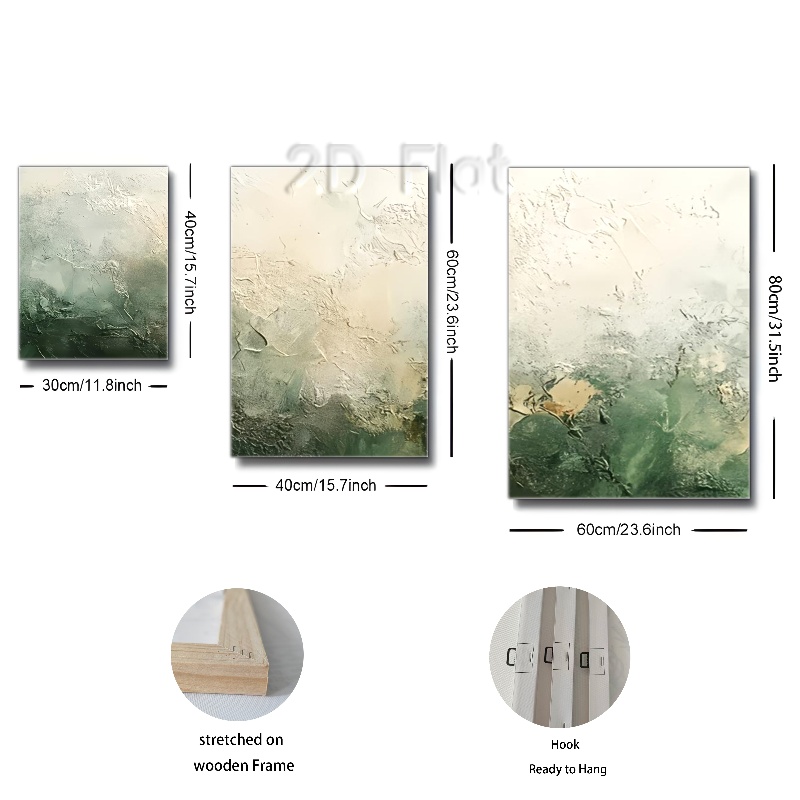 2D Flat
40cm/15.7inch
30cm/11.8inch
60cm/23.6inch
40cm/15.7inch
80cm/31.5inch
60cm/23.6inch
stretched on
wooden Frame
Hook
Ready to Hang